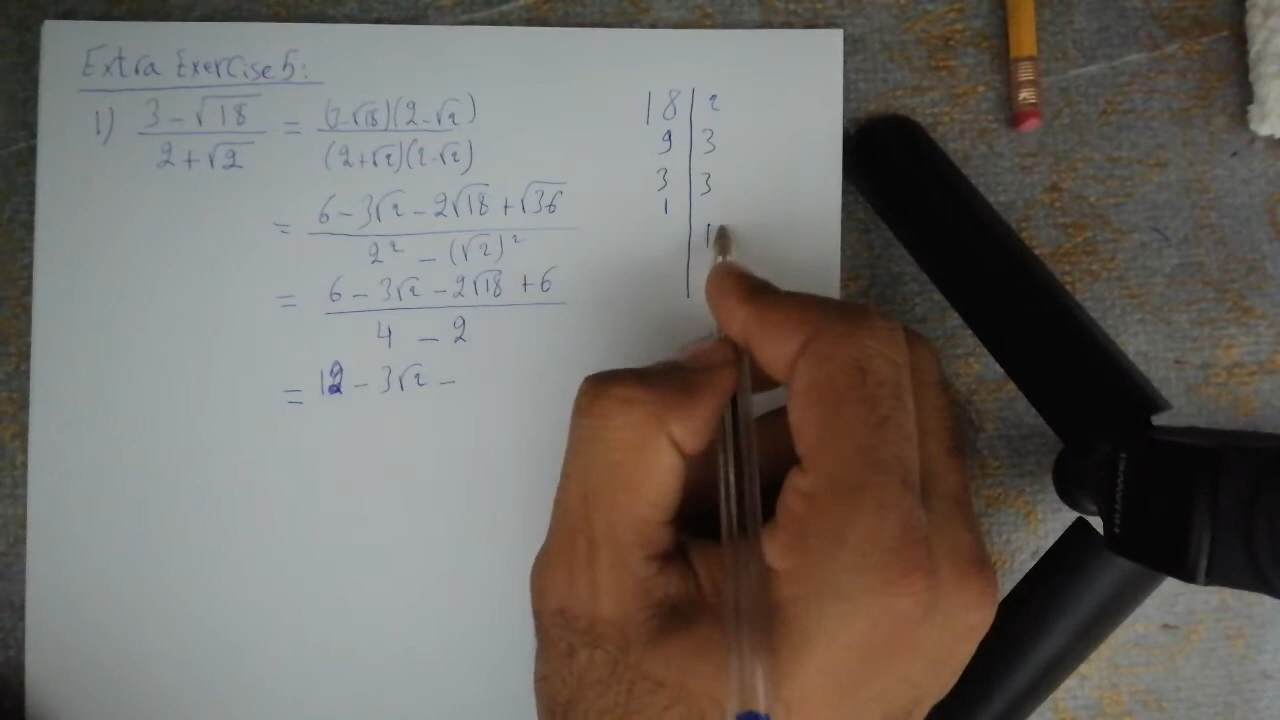 Extra Exercise 5:
1) (3 - √18)/(2 + √2) = ((3-√18)(2-√2))/((2+√2)(2-√2))
= (6 - 3√2 - 2√18 + √36)/(2² - (√2)²)
= (6 - 3√2 - 2√18 + 6)/(4 - 2)
= 12 - 3√2 -
18 | 2
9 | 3
3 | 3
1
1